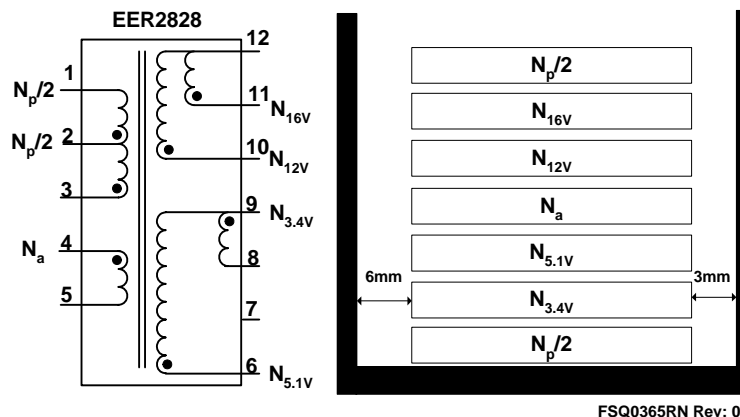 EER2828
12
1
Np/2
11
N16V
2
Np/2
10
N12V
3
9
N3.4V
4
Na
8
5
7
6
N5.1V
Np/2
N16V
N12V
Na
N5.1V
6mm
3mm
N3.4V
Np/2
FSQ0365RN Rev: 0